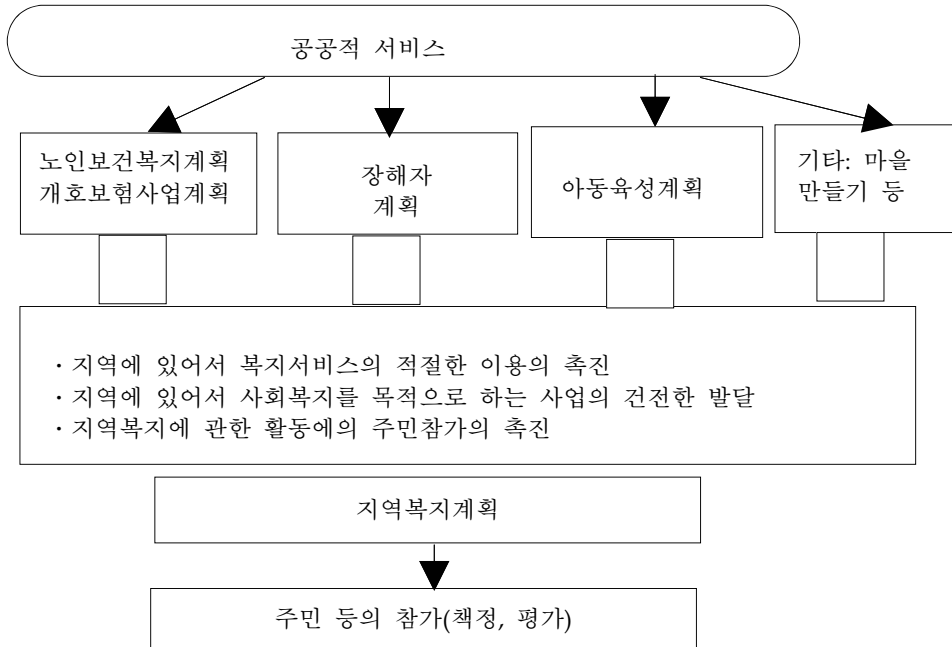 공공적 서비스
노인보건복지계획
개호보험사업계획
장해자
계획
아동육성계획
기타: 마을
만들기 등
· 지역에 있어서 복지서비스의 적절한 이용의 촉진
· 지역에 있어서 사회복지를 목적으로 하는 사업의 건전한 발달
· 지역복지에 관한 활동에의 주민참가의 촉진
지역복지계획
주민 등의 참가(책정, 평가)